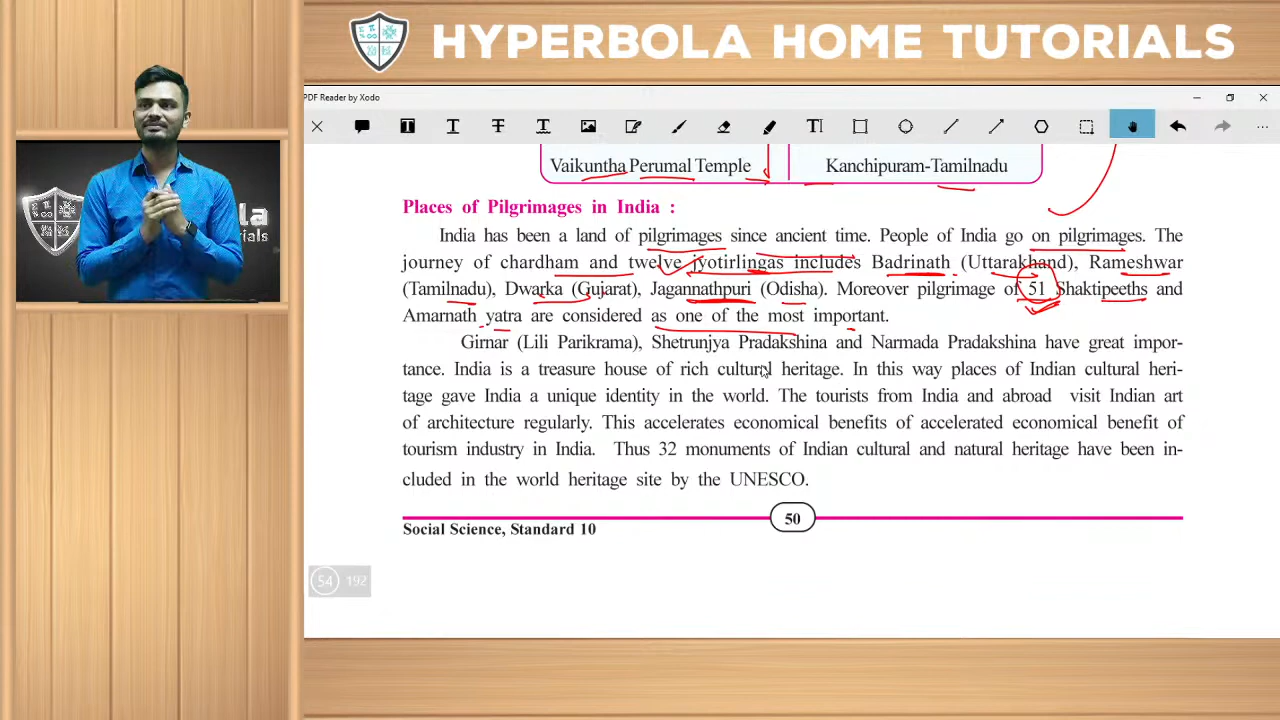 HYPERBOLA HOME TUTORIALS
PDF Reader by Xodo
Vaikuntha Perumal Temple
Kanchipuram-Tamilnadu
Places of Pilgrimages in India :
India has been a land of pilgrimages since ancient time. People of India go on pilgrimages. The
journey of chardham and twelve jyotirlingas includes Badrinath (Uttarakhand), Rameshwar
(Tamilnadu), Dwarka (Gujarat), Jagannathpuri (Odisha). Moreover pilgrimage of 51 Shaktipeeths and
Amarnath yatra are considered as one of the most important.
Girnar (Lili Parikrama), Shetrunjya Pradakshina and Narmada Pradakshina have great impor-
tance. India is a treasure house of rich cultural heritage. In this way places of Indian cultural heri-
tage gave India a unique identity in the world. The tourists from India and abroad visit Indian art
of architecture regularly. This accelerates economical benefits of accelerated economical benefit of
tourism industry in India. Thus 32 monuments of Indian cultural and natural heritage have been in-
cluded in the world heritage site by the UNESCO.
50
Social Science, Standard 10
54 192